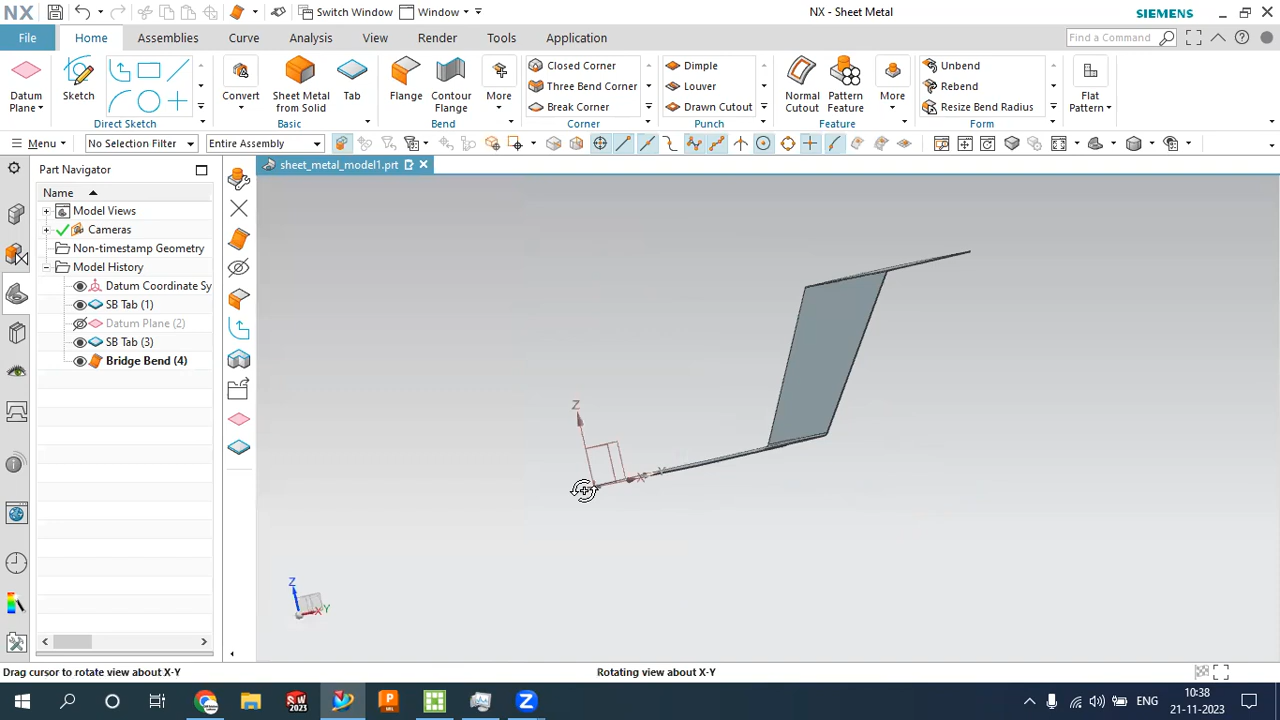 NX
Switch Window
Window
NX - Sheet Metal
SIEMENS
File
Home
Assemblies
Curve
Analysis
View
Render
Tools
Application
Find a Command
Datum Plane
Sketch
Direct Sketch
Convert
Sheet Metal from Solid
Tab
Basic
Flange
Contour Flange
More
Bend
Closed Corner
Three Bend Corner
Break Corner
Corner
Dimple
Louver
Drawn Cutout
Punch
Normal Cutout
Pattern Feature
More
Feature
Unbend
Rebend
Resize Bend Radius
Form
Flat Pattern
Menu
No Selection Filter
Entire Assembly
Part Navigator
sheet_metal_model1.prt
Name
Model Views
Cameras
Non-timestamp Geometry
Model History
Datum Coordinate Sy
SB Tab (1)
Datum Plane (2)
SB Tab (3)
Bridge Bend (4)
Z
X
Z
X
Y
Drag cursor to rotate view about X-Y
Rotating view about X-Y
SW
2023
P
MILL
Z
ENG
10:38
21-11-2023